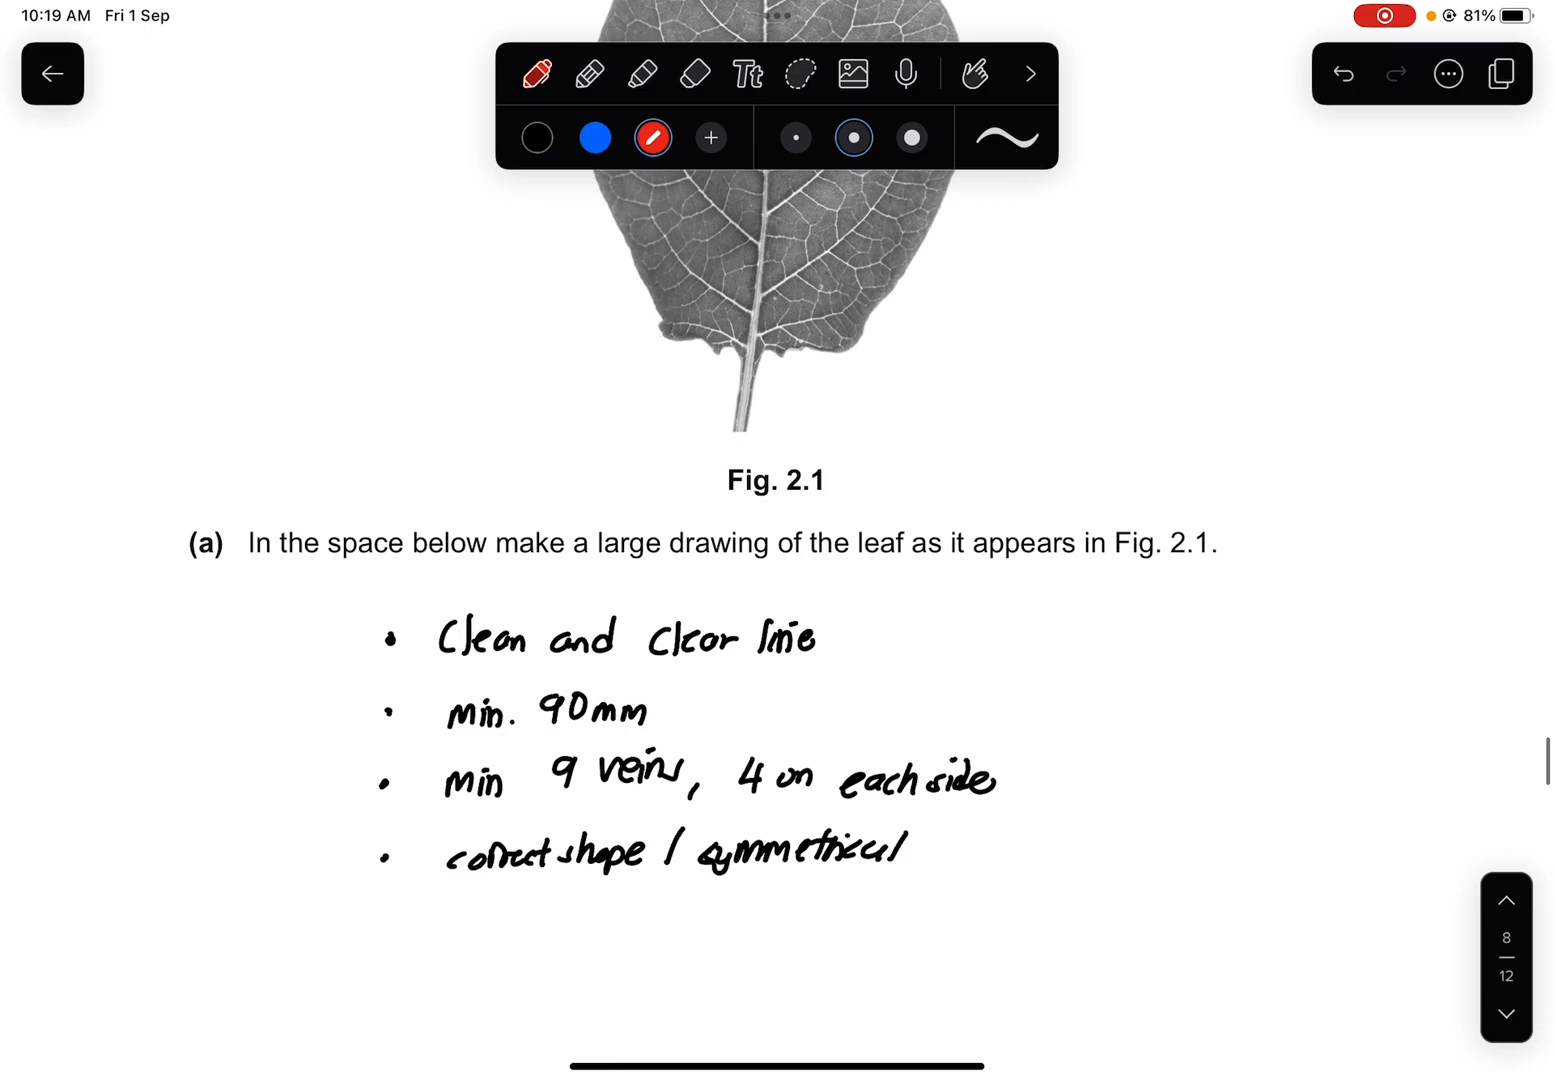 10:19 AM Fri 1 Sep
81%
Tt
Fig. 2.1
(a) In the space below make a large drawing of the leaf as it appears in Fig. 2.1.
• Clean and clear line
• Min. 90mm
• Min 9 veins, 4 on each side
• correct shape / symmetrical
8
12